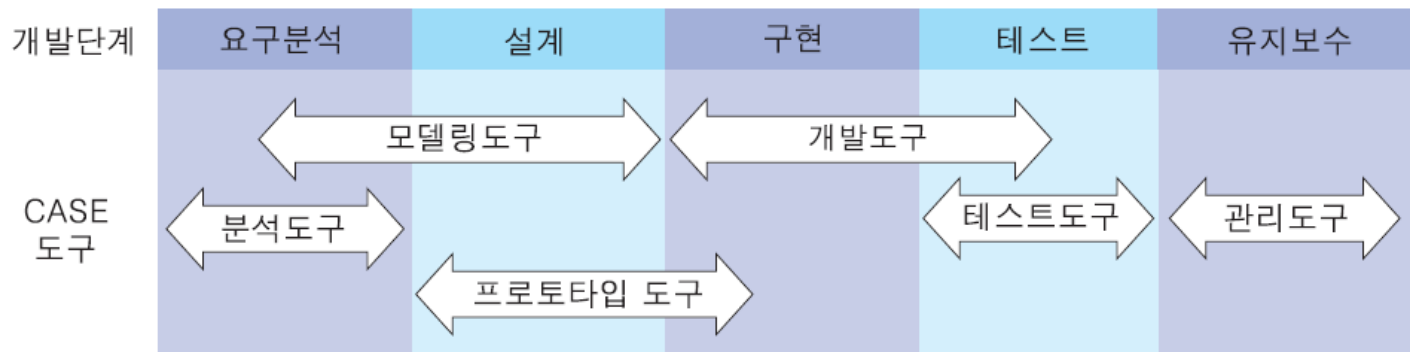 개발단계 요구분석 설계 구현 테스트 유지보수
모델링도구 개발도구
CASE
도구
분석도구 테스트도구 관리도구
프로토타입 도구